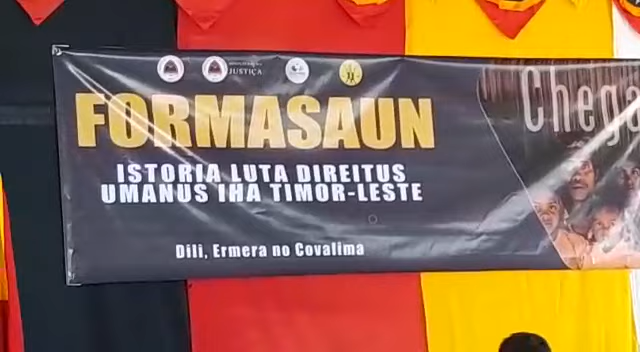 JUSTIÇA
FORMASAUN
ISTORIA LUTA DIREITUS
UMANUS IHA TIMOR-LESTE
Dili, Ermera no Covalima
Chega